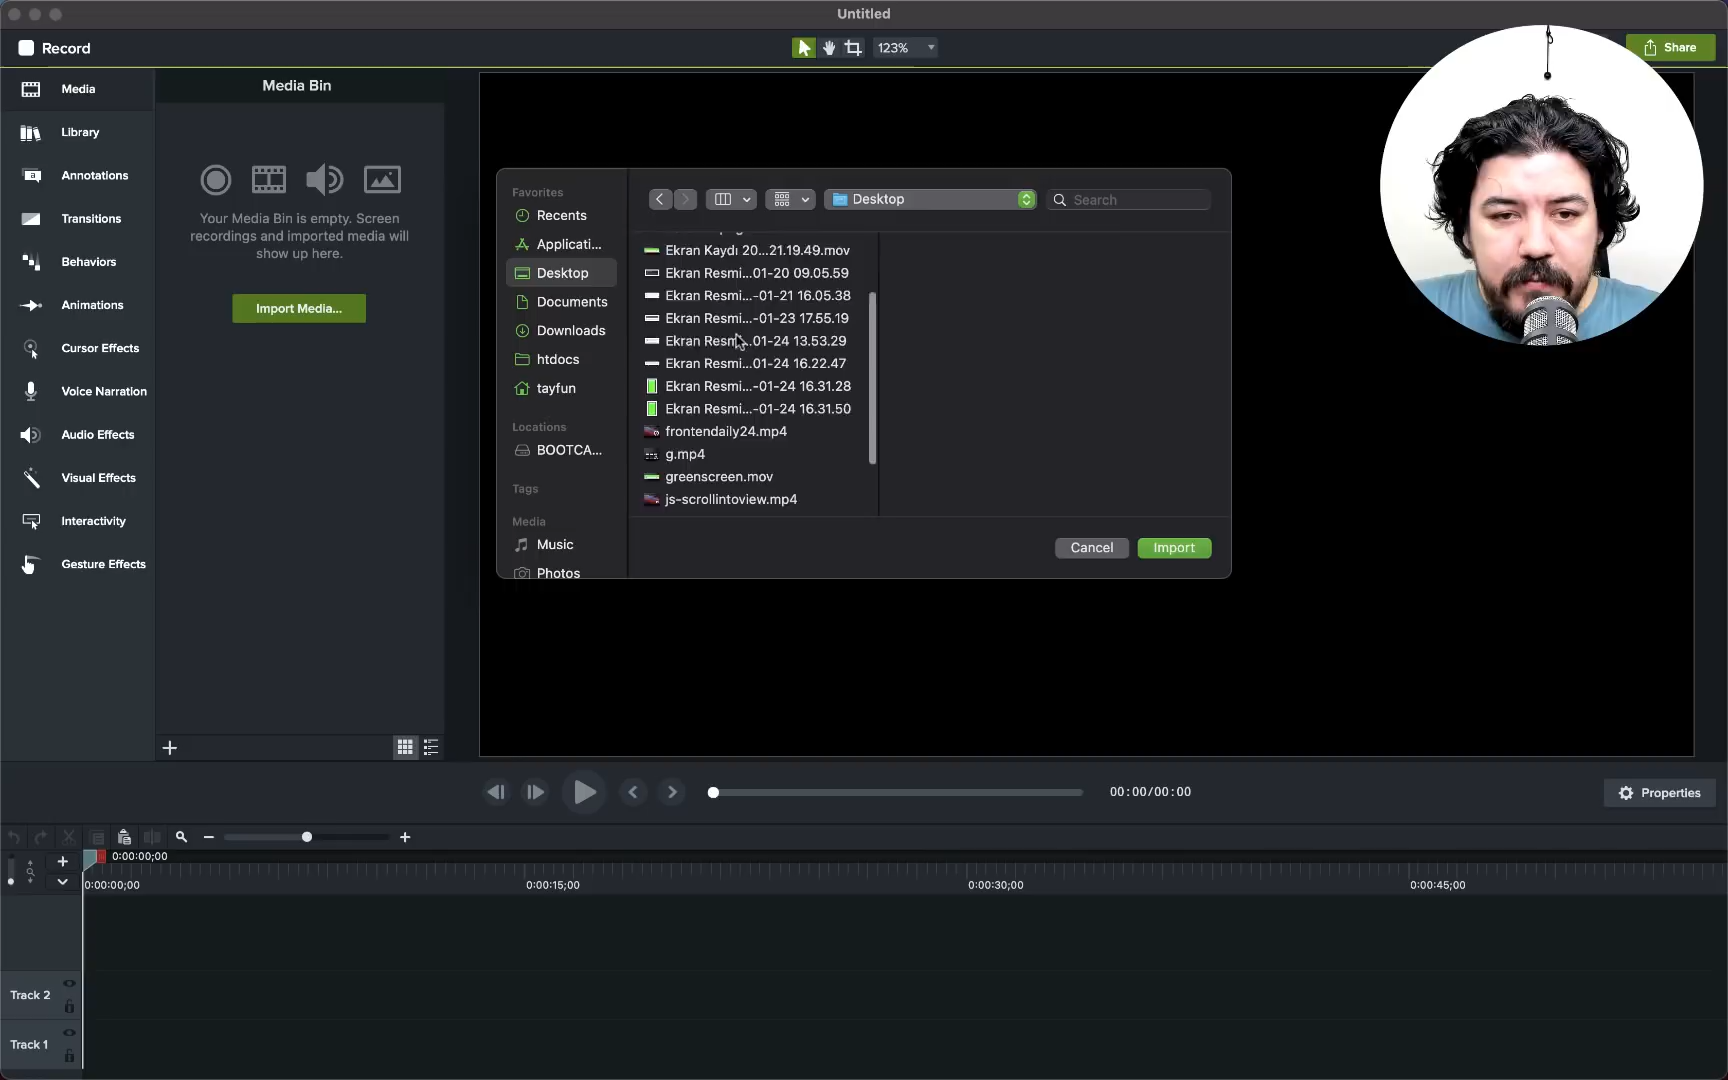 Untitled
Record
123%
Share
Media
Library
Annotations
Transitions
Behaviors
Animations
Cursor Effects
Voice Narration
Audio Effects
Visual Effects
Interactivity
Gesture Effects
Media Bin
Your Media Bin is empty. Screen
recordings and imported media will
show up here.
Import Media...
Favorites
Recents
Applicati...
Desktop
Documents
Downloads
htdocs
tayfun
Locations
BOOTCA...
Tags
Media
Music
Photos
Desktop
Search
Ekran Kaydı 20...21.19.49.mov
Ekran Resmi...01-20 09.05.59
Ekran Resmi...-01-21 16.05.38
Ekran Resmi...-01-23 17.55.19
Ekran Resmi...01-24 13.53.29
Ekran Resmi...01-24 16.22.47
Ekran Resmi...-01-24 16.31.28
Ekran Resmi...-01-24 16.31.50
frontendaily24.mp4
g.mp4
greenscreen.mov
js-scrollintoview.mp4
Cancel
Import
00:00/00:00
Properties
0:00:00;00
0:00:00;00
0:00:15;00
0:00:30;00
0:00:45;00
Track 2
Track 1